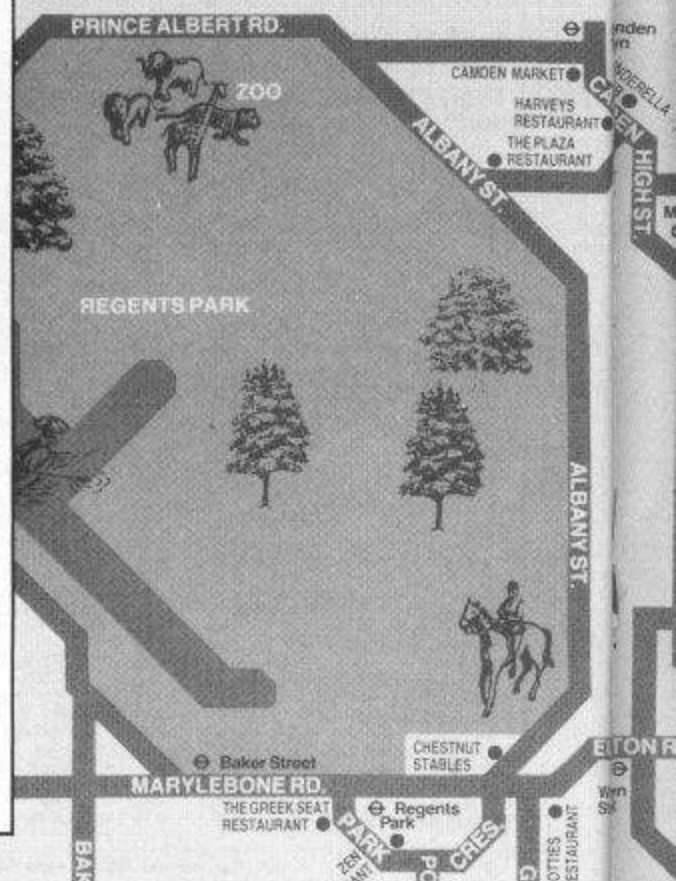 PRINCE ALBERT RD.
CAMDEN MARKET
ZOO
HARVEYS
RESTAURANT
THE PLAZA
RESTAURANT
ALBANY ST.
HIGH ST.
REGENTS PARK
ALBANY ST.
CHESTNUT
STABLES
Baker Street
MARYLEBONE RD.
THE GREEK SEAT
RESTAURANT
Regents
Park
PARK
CRES.
ZEN